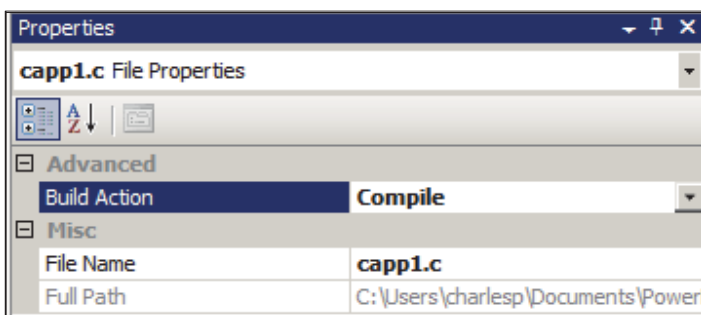 Properties
capp1.c File Properties
Advanced
Build Action Compile
Misc
File Name capp1.c
Full Path C:\Users\charlesp\Documents\Power